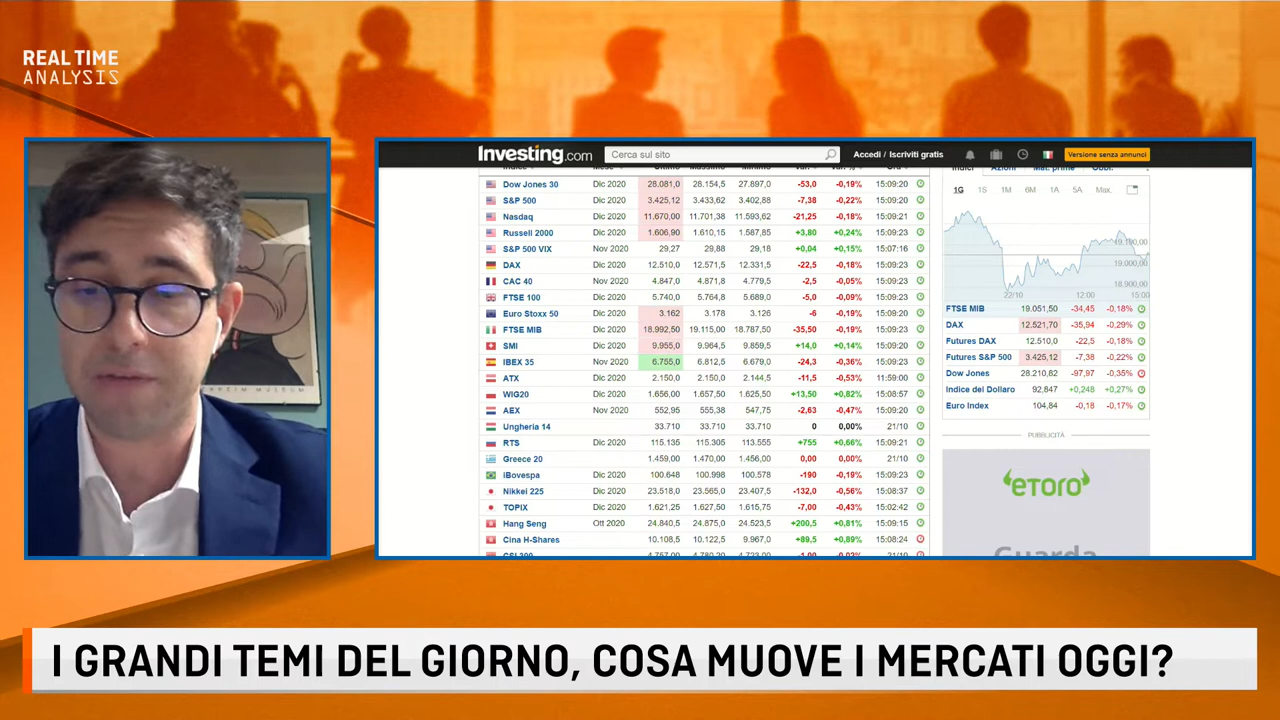 REAL TIME
ANALYSIS
Investing.com Cerca sul sito Accedi / Iscriviti gratis Versione senza annunci
Dow Jones 30 Dic 2020 28.081,0 28.154,5 27.897,0 -53,0 -0,19% 15:09:20
S&P 500 Dic 2020 3.425,12 3.433,62 3.402,88 -7,38 -0,22% 15:09:20
Nasdaq Dic 2020 11.670,00 11.701,38 11.593,62 -21,25 -0,18% 15:09:21
Russell 2000 Dic 2020 1.606,90 1.610,15 1.587,85 +3,80 +0,24% 15:09:23
S&P 500 VIX Nov 2020 29,27 29,88 29,18 +0,04 +0,15% 15:07:16
DAX Dic 2020 12.510,0 12.571,5 12.331,5 -22,5 -0,18% 15:09:23
CAC 40 Nov 2020 4.847,0 4.871,8 4.779,5 -2,5 -0,05% 15:09:23
FTSE 100 Dic 2020 5.740,0 5.764,8 5.689,0 -5,0 -0,09% 15:09:23
Euro Stoxx 50 Dic 2020 3.162 3.178 3.126 -6 -0,19% 15:09:20
FTSE MIB Dic 2020 18.992,50 19.115,00 18.787,50 -35,50 -0,19% 15:09:23
SMI Dic 2020 9.955,0 9.964,5 9.859,5 +14,0 +0,14% 15:09:20
IBEX 35 Nov 2020 6.755,0 6.812,5 6.679,0 -24,3 -0,36% 15:09:20
ATX Dic 2020 2.150,0 2.150,0 2.144,5 -11,5 -0,53% 11:59:00
WIG20 Dic 2020 1.656,00 1.657,50 1.625,50 +13,50 +0,82% 15:08:57
AEX Nov 2020 552,95 555,38 547,75 -2,63 -0,47% 15:09:20
Ungheria 14 33.710 33.710 33.710 0 0,00% 21/10
RTS Dic 2020 115.135 115.305 113.555 +755 +0,66% 15:09:21
Greece 20 1.459,00 1.470,00 1.456,00 0,00 0,00% 21/10
iBovespa Dic 2020 100.648 100.998 100.578 -190 -0,19% 15:09:23
Nikkei 225 Dic 2020 23.518,0 23.565,0 23.407,5 -132,0 -0,56% 15:08:37
TOPIX Dic 2020 1.621,25 1.627,50 1.615,75 -7,00 -0,43% 15:02:42
Hang Seng Ott 2020 24.840,5 24.875,0 24.523,5 +200,5 +0,81% 15:09:15
Cina H-Shares 10.108,5 10.122,5 9.967,0 +89,5 +0,89% 15:08:24
1G 1S 1M 6M 1A 5A Max.
19.100,00
19.000,00
18.900,00
22/10 12:00 15:00
FTSE MIB 19.051,50 -34,45 -0,18%
DAX 12.521,70 -35,94 -0,29%
Futures DAX 12.510,0 -22,5 -0,18%
Futures S&P 500 3.425,12 -7,38 -0,22%
Dow Jones 28.210,82 -97,97 -0,35%
Indice del Dollaro 92,847 +0,248 +0,27%
Euro Index 104,84 -0,18 -0,17%
PUBBLICITÀ
eToro
Guarda
I GRANDI TEMI DEL GIORNO, COSA MUOVE I MERCATI OGGI?